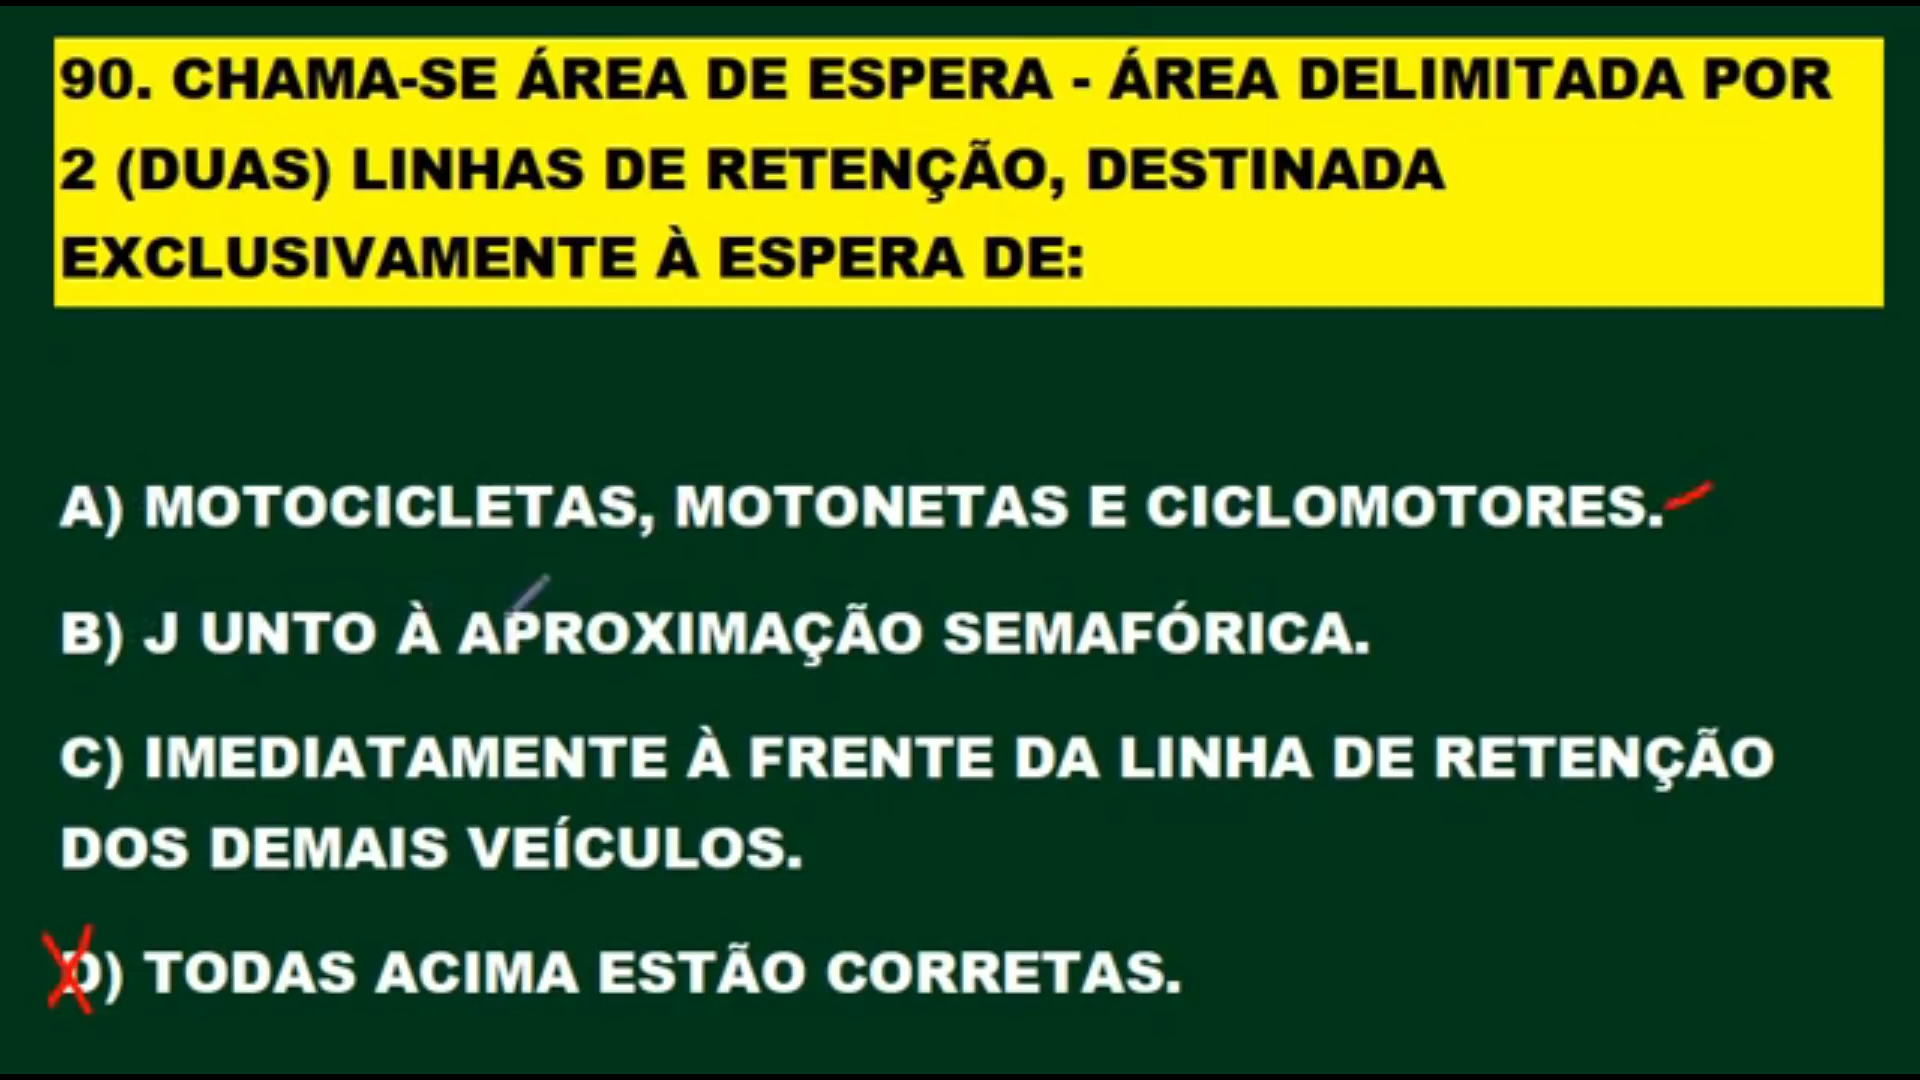 90. CHAMA-SE ÁREA DE ESPERA - ÁREA DELIMITADA POR
2 (DUAS) LINHAS DE RETENÇÃO, DESTINADA
EXCLUSIVAMENTE À ESPERA DE:
A) MOTOCICLETAS, MOTONETAS E CICLOMOTORES.
B) J UNTO À APROXIMAÇÃO SEMAFÓRICA.
C) IMEDIATAMENTE À FRENTE DA LINHA DE RETENÇÃO
DOS DEMAIS VEÍCULOS.
D) TODAS ACIMA ESTÃO CORRETAS.